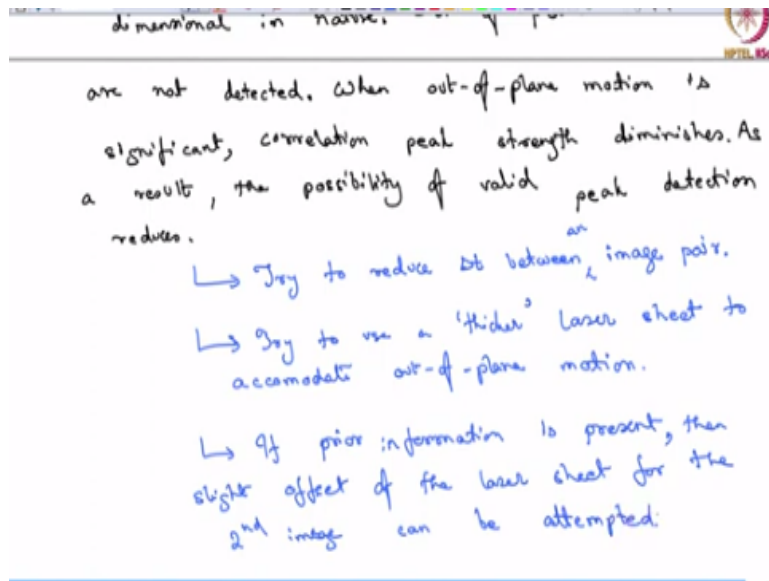 dimensional in nature.
are not detected. When out-of-plane motion is
significant, correlation peak strength diminishes. As
a result, the possibility of valid peak detection
reduces.
↳ Try to reduce Δt between an image pair.
↳ Try to use a 'thicker' laser sheet to
accomodate out-of-plane motion.
↳ If prior information is present, then
slight offset of the laser sheet for the
2nd image can be attempted.